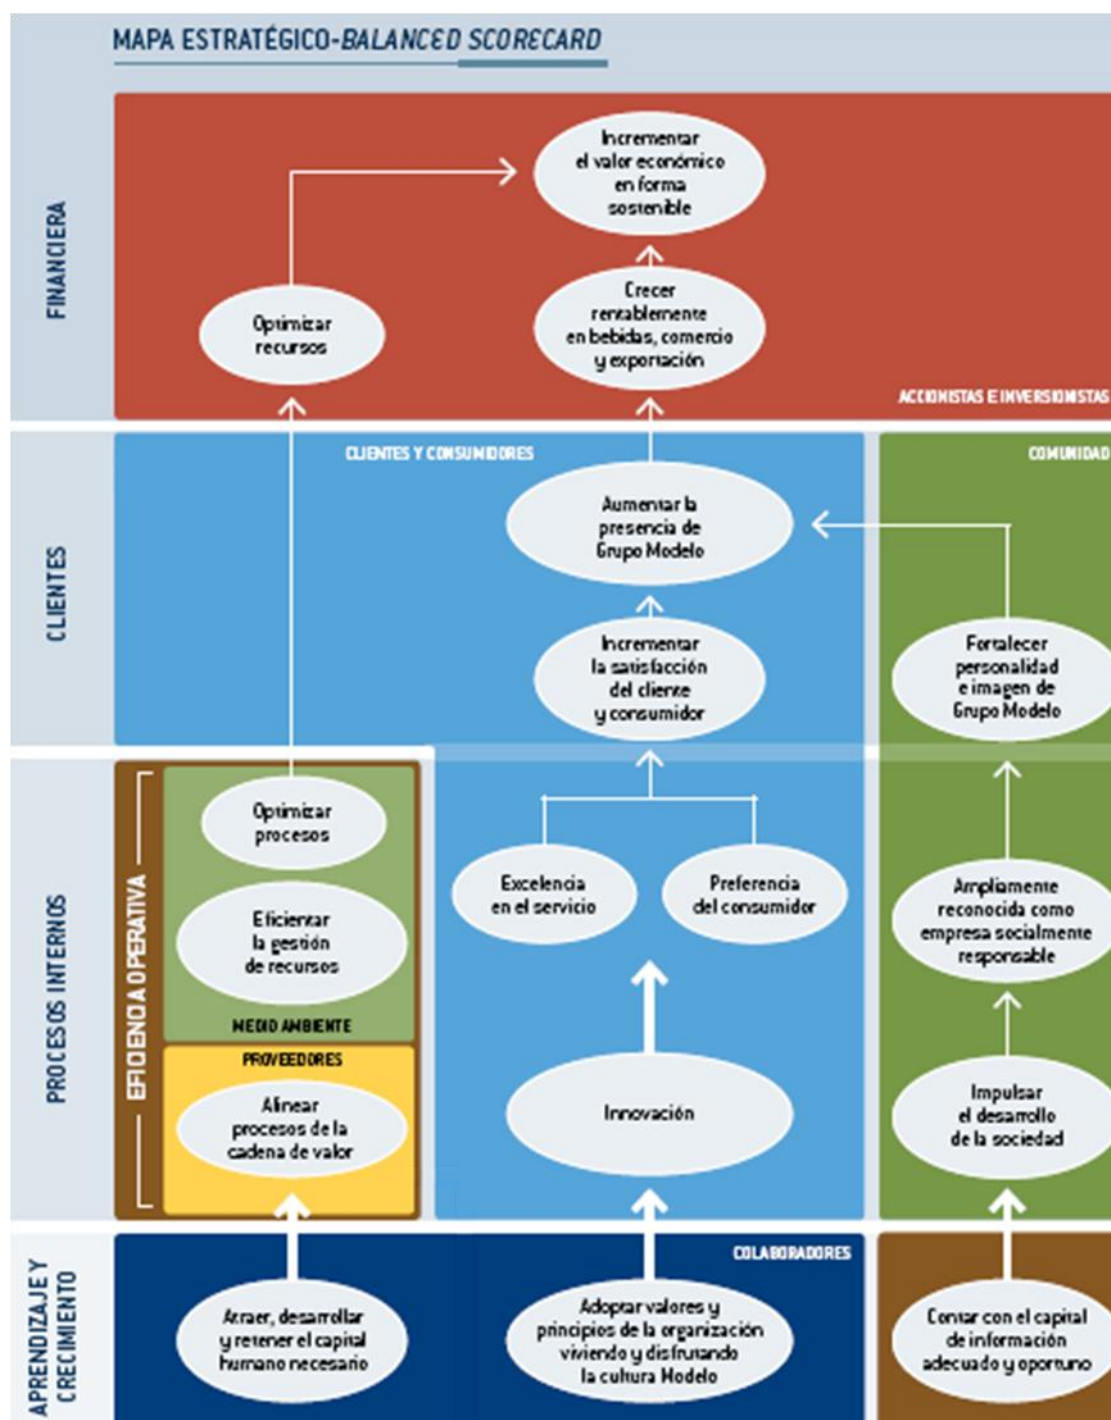 MAPA ESTRATÉGICO-BALANCED SCORECARD
FINANCIERA
Incrementar
el valor económico
en forma
sostenible
Optimizar
recursos
Crecer
rentablemente
en bebidas, comercio
y exportación
ACCIONISTAS E INVERSIONISTAS
CLIENTES
CLIENTES Y CONSUMIDORES
COMUNIDAD
Aumentar la
presencia de
Grupo Modelo
Incrementar
la satisfacción
del cliente
y consumidor
Fortalecer
personalidad
e imagen de
Grupo Modelo
PROCESOS INTERNOS
EFICIENCIA OPERATIVA
Optimizar
procesos
Eficientar
la gestión
de recursos
MEDIO AMBIENTE
PROVEEDORES
Alinear
procesos de la
cadena de valor
Excelencia
en el servicio
Preferencia
del consumidor
Innovación
Ampliamente
reconocida como
empresa socialmente
responsable
Impulsar
el desarrollo
de la sociedad
APRENDIZAJE Y
CRECIMIENTO
COLABORADORES
Atraer, desarrollar
y retener el capital
humano necesario
Adoptar valores y
principios de la organización
viviendo y disfrutando
la cultura Modelo
Contar con el capital
de información
adecuado y oportuno